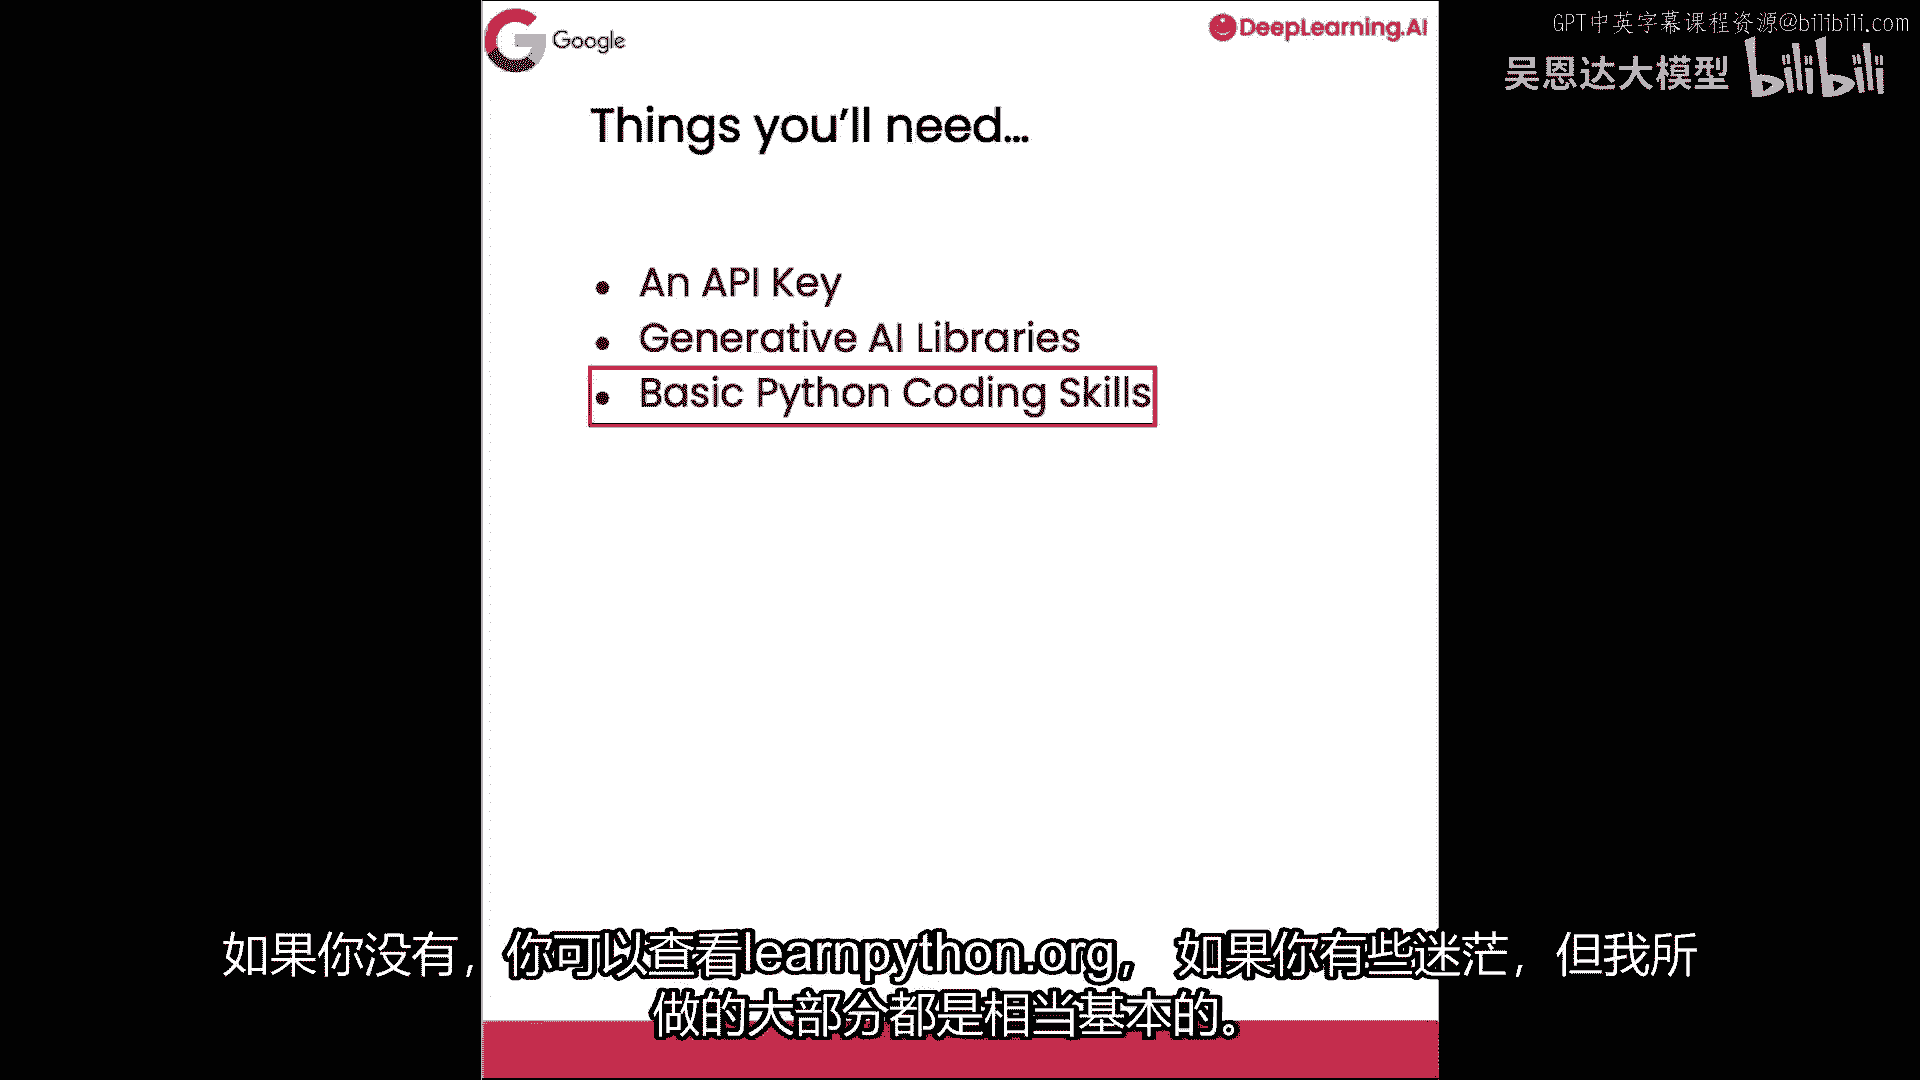 Google
DeepLearning.AI
GPT中英字幕课程资源@bilibili.com
吴恩达大模型 bilibili
Things you'll need...
• An API Key
• Generative AI Libraries
• Basic Python Coding Skills
如果你没有，你可以查看learnpython.org， 如果你有些迷茫，但我所
做的大部分都是相当基本的。